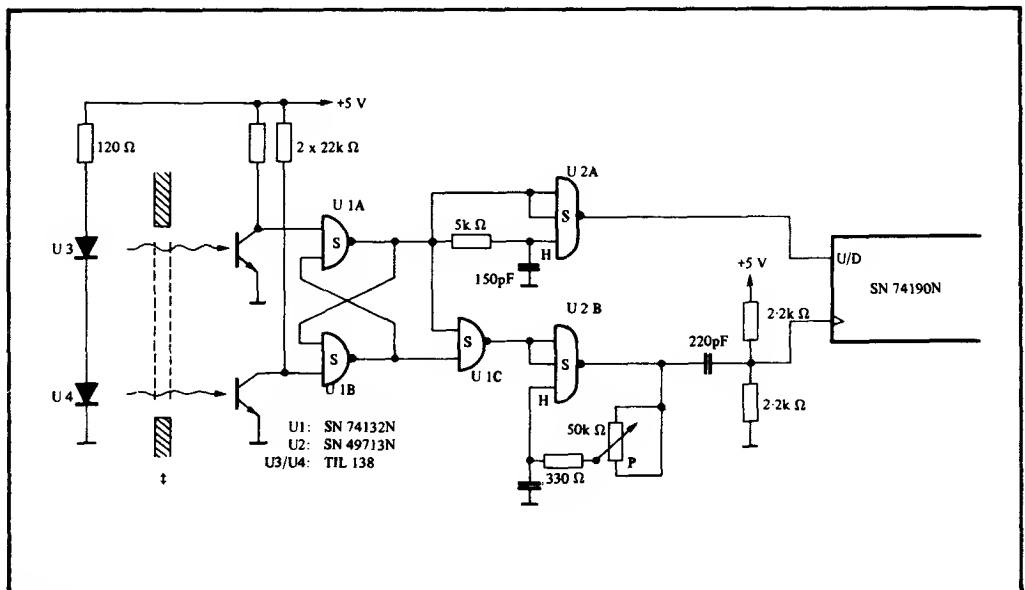 +5 V
120 Ω
2 x 22k Ω
U 1A
U 2A
5k Ω
S
S
H
U 3
150pF
+5 V
U/D
SN 74190N
2·2k Ω
U 2 B
220pF
S
S
S
U 1B
U 1C
H
U 4
50k Ω
2·2k Ω
P
330 Ω
U1: SN 74132N
U2: SN 49713N
U3/U4: TIL 138